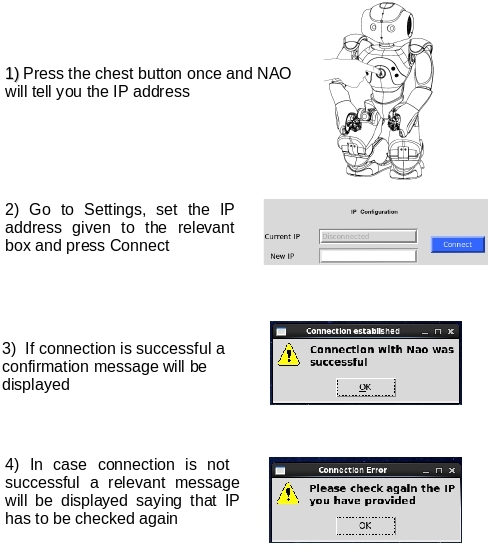 1) Press the chest button once and NAO
will tell you the IP address
2) Go to Settings, set the IP
address given to the relevant
box and press Connect
IP Configuration
Current IP
Disconnected
Connect
New IP
3) If connection is successful a
confirmation message will be
displayed
Connection established
Connection with Nao was
successful
OK
4) In case connection is not
successful a relevant message
will be displayed saying that IP
has to be checked again
Connection Error
Please check again the IP
you have provided
OK